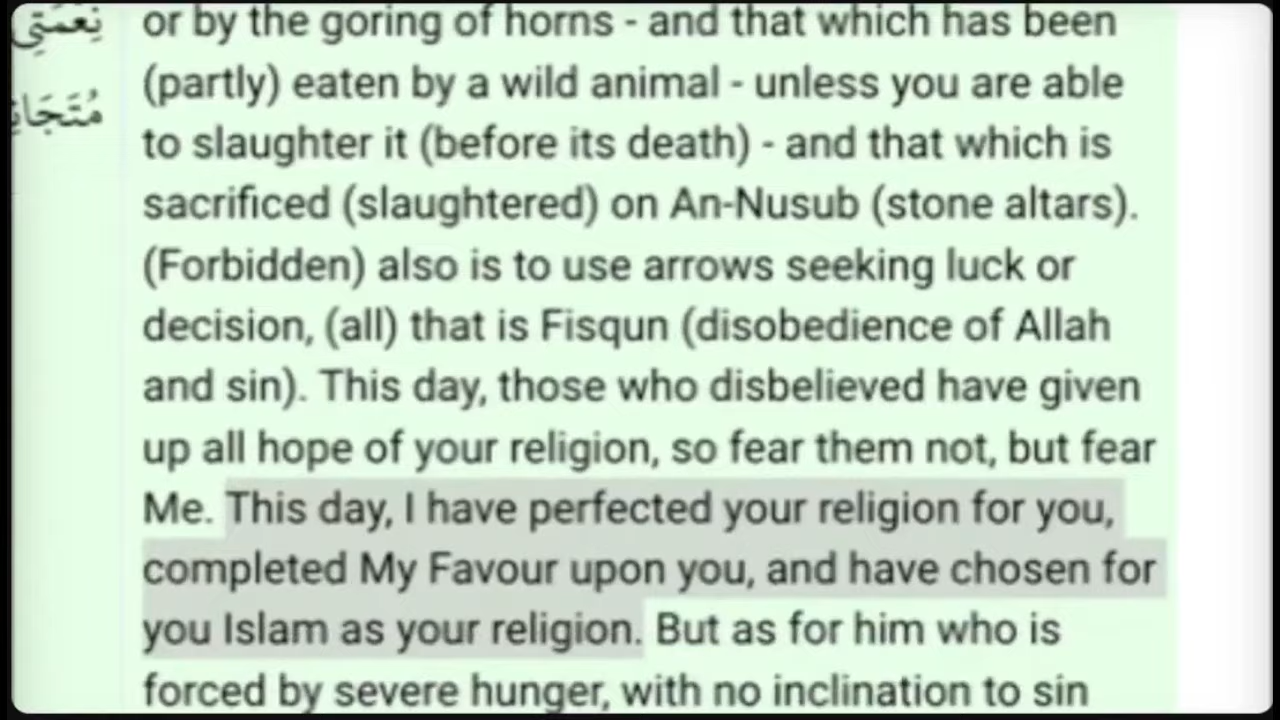 نِعْمَتِي
or by the goring of horns - and that which has been
(partly) eaten by a wild animal - unless you are able
to slaughter it (before its death) - and that which is
sacrificed (slaughtered) on An-Nusub (stone altars).
(Forbidden) also is to use arrows seeking luck or
decision, (all) that is Fisqun (disobedience of Allah
and sin). This day, those who disbelieved have given
up all hope of your religion, so fear them not, but fear
Me. This day, I have perfected your religion for you,
completed My Favour upon you, and have chosen for
you Islam as your religion. But as for him who is
forced by severe hunger, with no inclination to sin